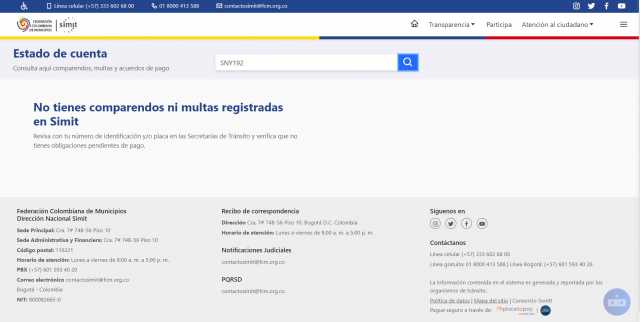 Línea celular (+57) 333 602 68 00
01 8000 413 588
contactosimit@fcm.org.co
FEDERACIÓN COLOMBIANA DE MUNICIPIOS
simit
Transparencia
Participa
Atención al ciudadano
Estado de cuenta
Consulta aquí comparendos, multas y acuerdos de pago
SNY192
No tienes comparendos ni multas registradas
en Simit
Revisa con tu número de identificación y/o placa en las Secretarías de Tránsito y verifica que no
tienes obligaciones pendientes de pago.
Federación Colombiana de Municipios
Dirección Nacional Simit
Sede Principal: Cra. 7# 74B-56 Piso 10
Sede Administrativa y Financiera: Cra. 7# 74B-56 Piso 10
Código postal: 110221
Horario de atención: Lunes a viernes de 8:00 a. m. a 5:00 p. m.
PBX (+57) 601 593 40 20
Correo electrónico contactosimit@fcm.org.co
Bogotá - Colombia
NIT: 800082665-0
Recibo de correspondencia
Dirección Cra. 7# 74B-56 Piso 10, Bogotá D.C. Colombia
Horario de atención: Lunes a viernes de 8:00 a. m. a 5:00 p. m.
Notificaciones Judiciales
contactosimit@fcm.org.co
PQRSD
contactosimit@fcm.org.co
Síguenos en
Contáctanos
Línea celular (+57) 333 602 68 00
Línea gratuita: 01 8000 413 588 | Línea Bogotá: (+57) 601 593 40 20
La información contenida en el sistema es generada y reportada por los
organismos de tránsito.
Política de datos | Mapa del sitio | Consorcio Svait
Pague seguro a través de: placetopay